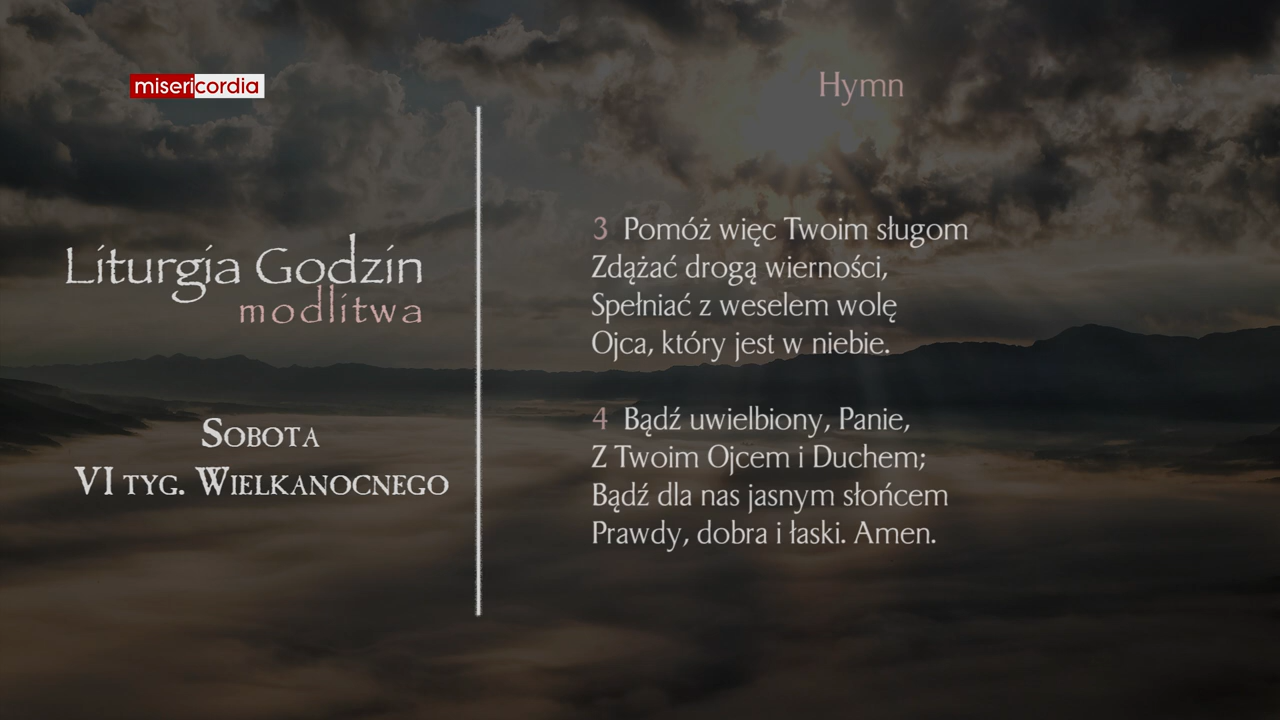 misericordia
Liturgia Godzin
modlitwa
Sobota
VI tyg. Wielkanocnego
Hymn
3 Pomóż więc Twoim sługom
Zdążać drogą wierności,
Spełniać z weselem wolę
Ojca, który jest w niebie.
4 Bądź uwielbiony, Panie,
Z Twoim Ojcem i Duchem;
Bądź dla nas jasnym słońcem
Prawdy, dobra i łaski. Amen.